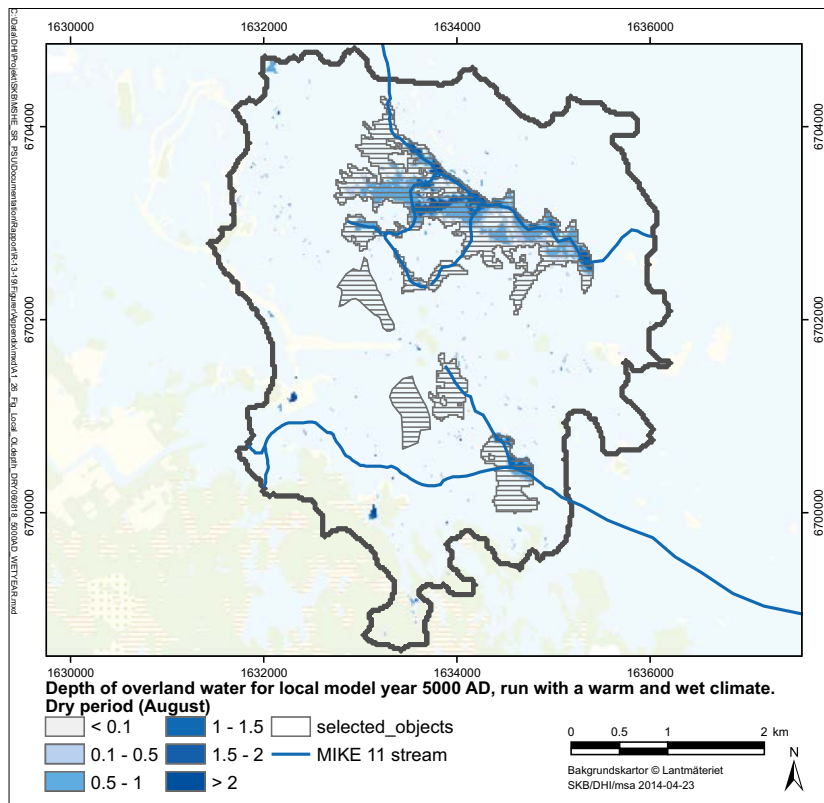 1630000 1632000 1634000 1636000
6704000 6704000
6702000 6702000
6700000 6700000
1630000 1632000 1634000 1636000
Depth of overland water for local model year 5000 AD, run with a warm and wet climate.
Dry period (August)
< 0.1
0.1 - 0.5
0.5 - 1
1 - 1.5
1.5 - 2
> 2
selected_objects
MIKE 11 stream
0 0.5 1 2 km
Bakgrundskartor © Lantmäteriet
SKB/DHI/msa 2014-04-23
N